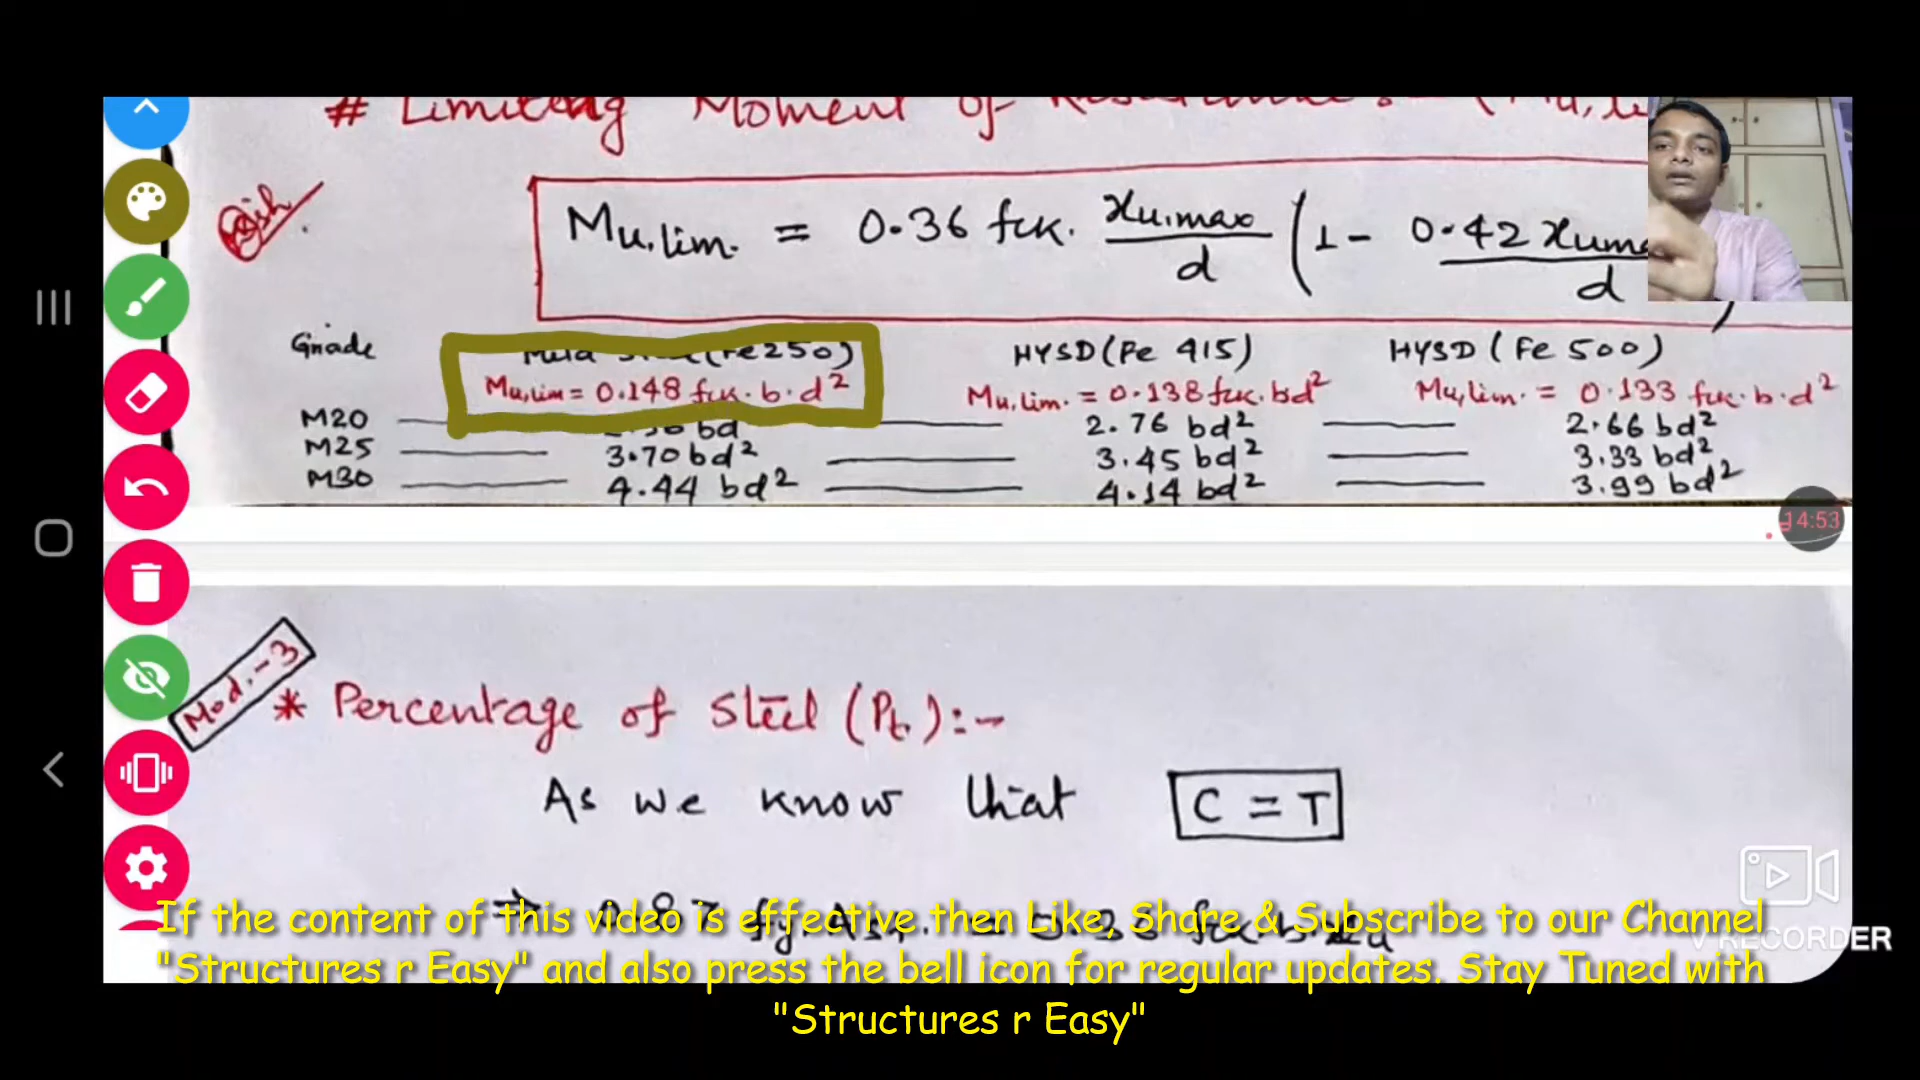 # Limiting Moment of
Mu.lim. = 0.36 fck. xu.max/d (1 - 0.42 xuma d
Grade (Fe250) HYSD (Fe 415) HYSD (Fe 500)
Mu,lim = 0.148 fck. b. d² Mu.lim. = 0.138 fck. bd² Mu,lim. = 0.133 fck. b. d²
M20 bd 2.76 bd² 2.66 bd²
M25 3.70 bd² 3.45 bd² 3.33 bd²
M30 4.44 bd² 4.14 bd² 3.99 bd²
14:53
Mod.-3
* Percentage of Steel (Pt.):-
As we know that C = T
RECORDER
If the content of this video is effective then Like, Share & Subscribe to our Channel
"Structures r Easy" and also press the bell icon for regular updates. Stay Tuned with
"Structures r Easy"